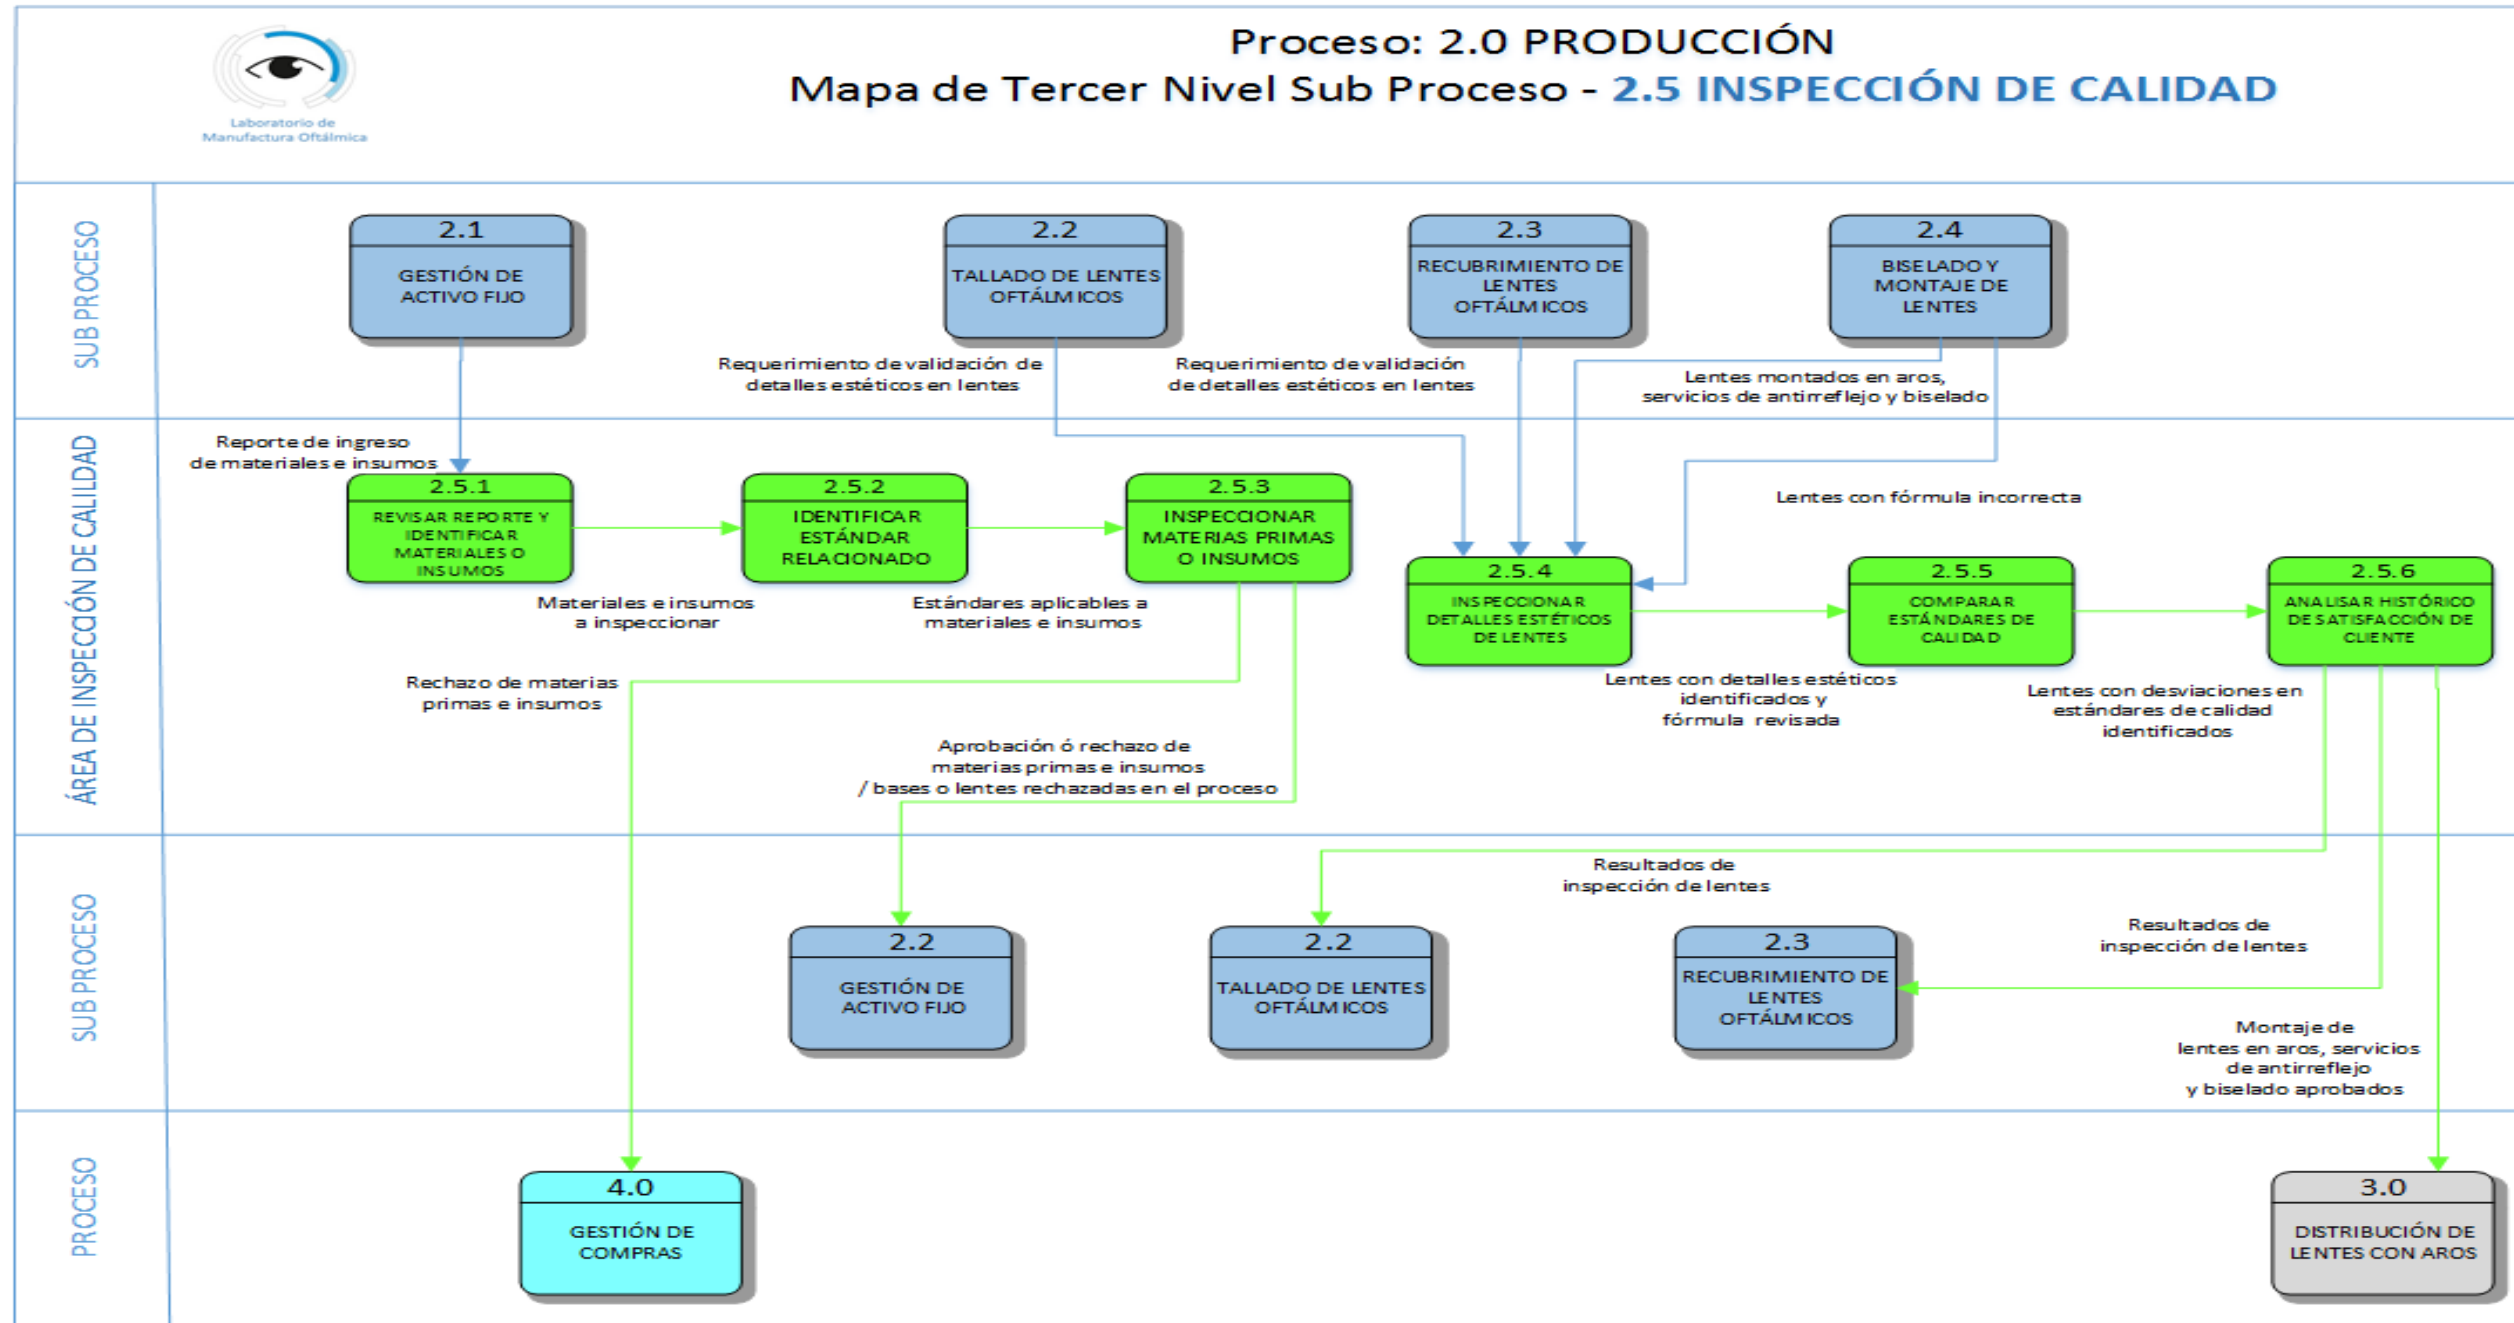 Proceso: 2.0 PRODUCCIÓN
Mapa de Tercer Nivel Sub Proceso - 2.5 INSPECCIÓN DE CALIDAD
Laboratorio de
Manufactura Oftálmica
SUB PROCESO
2.1
GESTIÓN DE
ACTIVO FIJO
2.2
TALLADO DE LENTES
OFTÁLMICOS
2.3
RECUBRIMIENTO DE
LENTES
OFTÁLMICOS
2.4
BISELADO Y
MONTAJE DE
LENTES
Requerimiento de validación de
detalles estéticos en lentes
Requerimiento de validación
de detalles estéticos en lentes
Lentes montados en aros,
servicios de antirreflejo y biselado
ÁREA DE INSPECCIÓN DE CALILDAD
Reporte de ingreso
de materiales e insumos
2.5.1
REVISAR REPORTE Y
IDENTIFICAR
MATERIALES O
INSUMOS
2.5.2
IDENTIFICAR
ESTÁNDAR
RELACIONADO
2.5.3
INSPECCIONAR
MATERIAS PRIMAS
O INSUMOS
Lentes con fórmula incorrecta
2.5.4
INSPECCIONAR
DETALLES ESTÉTICOS
DE LENTES
2.5.5
COMPARAR
ESTÁNDARES DE
CALIDAD
2.5.6
ANALISAR HISTÓRICO
DE SATISFACCIÓN DE
CLIENTE
Materiales e insumos
a inspeccionar
Estándares aplicables a
materiales e insumos
Rechazo de materias
primas e insumos
Lentes con detalles estéticos
identificados y
fórmula revisada
Lentes con desviaciones en
estándares de calidad
identificados
Aprobación ó rechazo de
materias primas e insumos
/ bases o lentes rechazadas en el proceso
SUB PROCESO
Resultados de
inspección de lentes
2.2
GESTIÓN DE
ACTIVO FIJO
2.2
TALLADO DE LENTES
OFTÁLMICOS
2.3
RECUBRIMIENTO DE
LENTES
OFTÁLMICOS
Resultados de
inspección de lentes
Montaje de
lentes en aros, servicios
de antirreflejo
y biselado aprobados
PROCESO
4.0
GESTIÓN DE
COMPRAS
3.0
DISTRIBUCIÓN DE
LENTES CON AROS